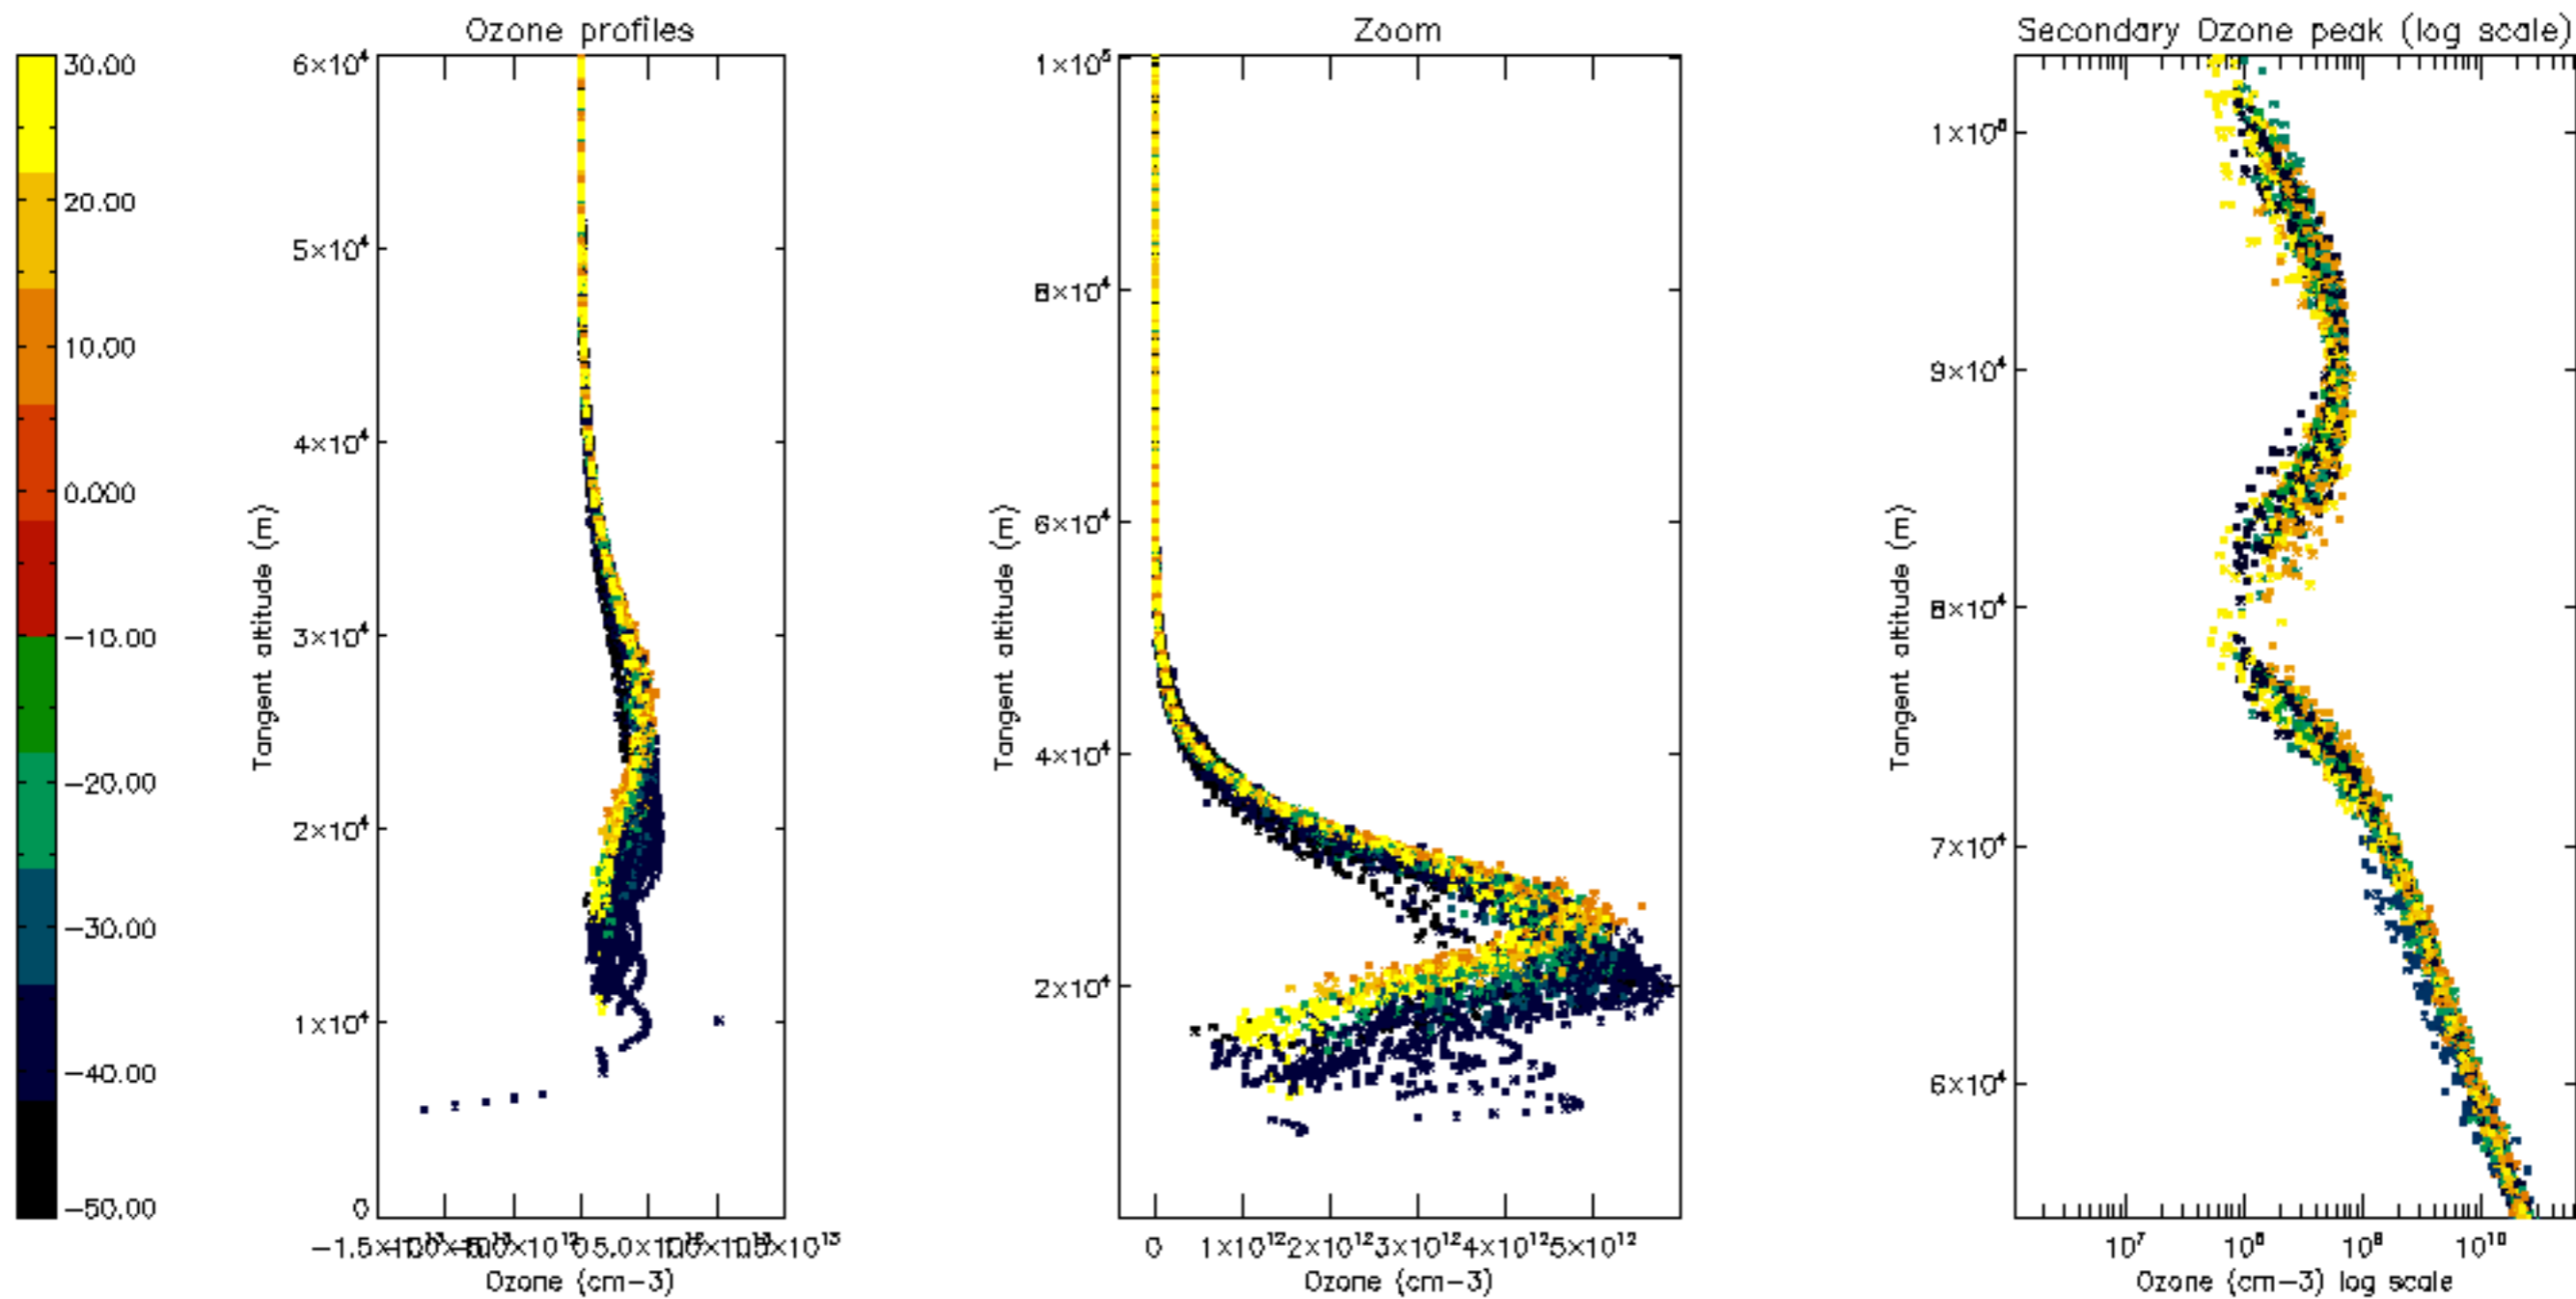 Ozone profiles
Zoom
Secondary Ozone peak (log scale)
30.00
20.00
10.00
0.000
−10.00
−20.00
−30.00
−40.00
−50.00
Tangent altitude (m)
6×10⁴
5×10⁴
4×10⁴
3×10⁴
2×10⁴
1×10⁴
0
Ozone (cm−3)
Tangent altitude (m)
1×10⁵
8×10⁴
6×10⁴
4×10⁴
2×10⁴
0 1×10¹² 2×10¹² 3×10¹² 4×10¹² 5×10¹²
Ozone (cm−3)
Tangent altitude (m)
1×10⁵
9×10⁴
8×10⁴
7×10⁴
6×10⁴
10⁷ 10⁸ 10⁹ 10¹⁰
Ozone (cm−3) log scale